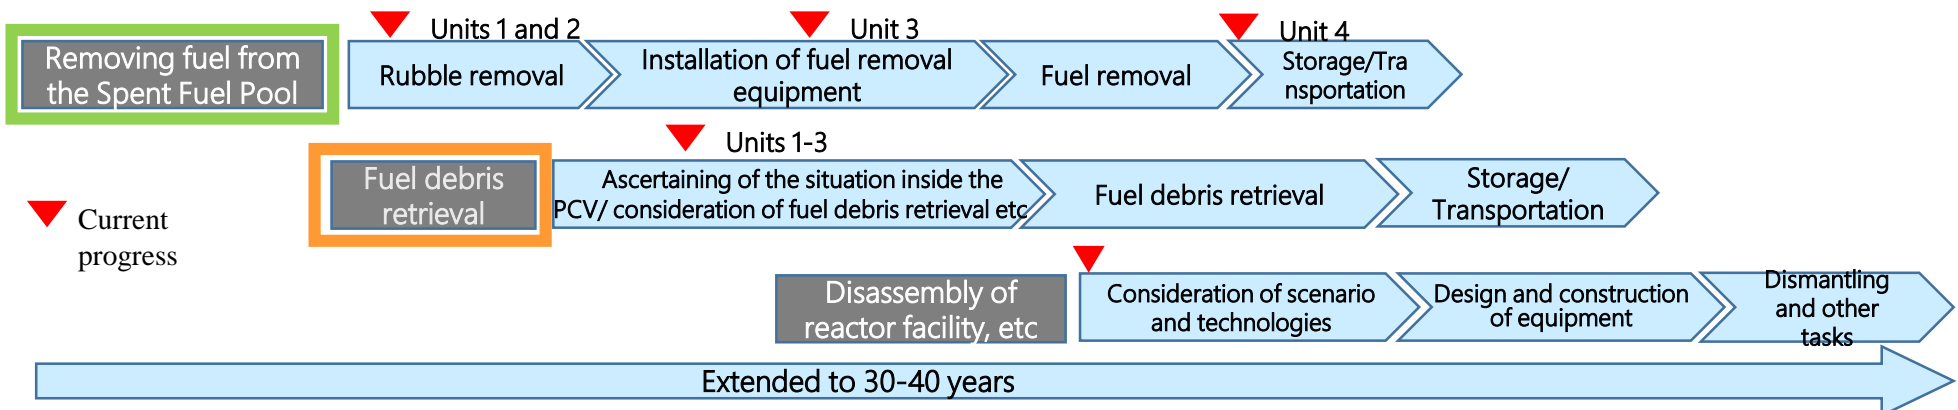 Units 1 and 2
Unit 3
Unit 4
Removing fuel from
the Spent Fuel Pool
Rubble removal
Installation of fuel removal
equipment
Fuel removal
Storage/Tra
nsportation
Units 1-3
Fuel debris
retrieval
Ascertaining of the situation inside the
PCV/ consideration of fuel debris retrieval etc
Fuel debris retrieval
Storage/
Transportation
Current
progress
Disassembly of
reactor facility, etc
Consideration of scenario
and technologies
Design and construction
of equipment
Dismantling
and other
tasks
Extended to 30-40 years